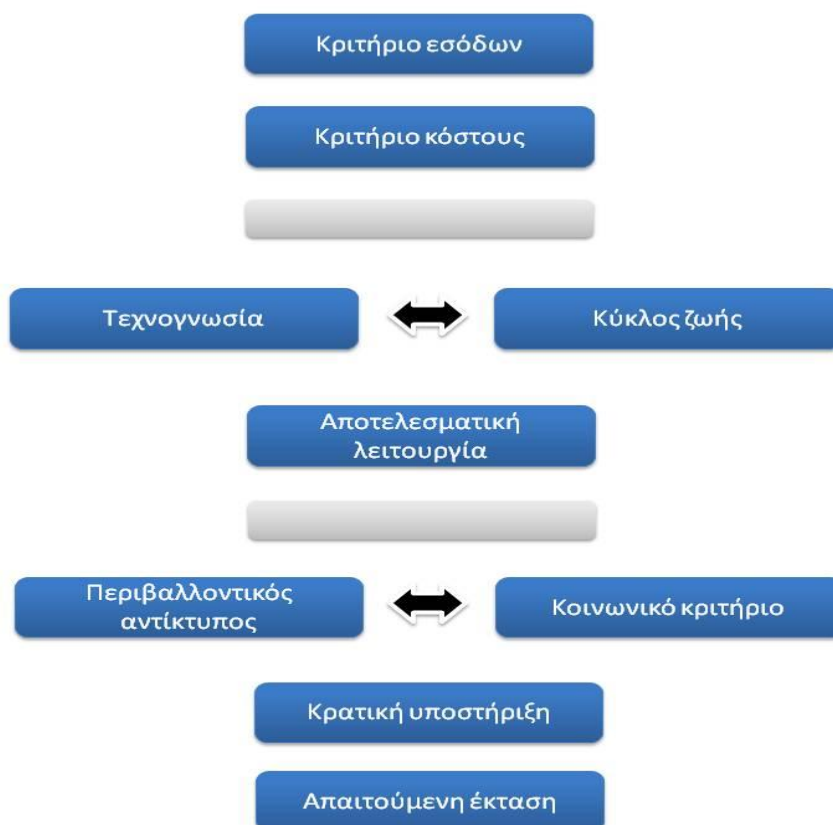 Κριτήριο εσόδων
Κριτήριο κόστους
Τεχνογνωσία
Κύκλος ζωής
Αποτελεσματική
λειτουργία
Περιβαλλοντικός
αντίκτυπος
Κοινωνικό κριτήριο
Κρατική υποστήριξη
Απαιτούμενη έκταση